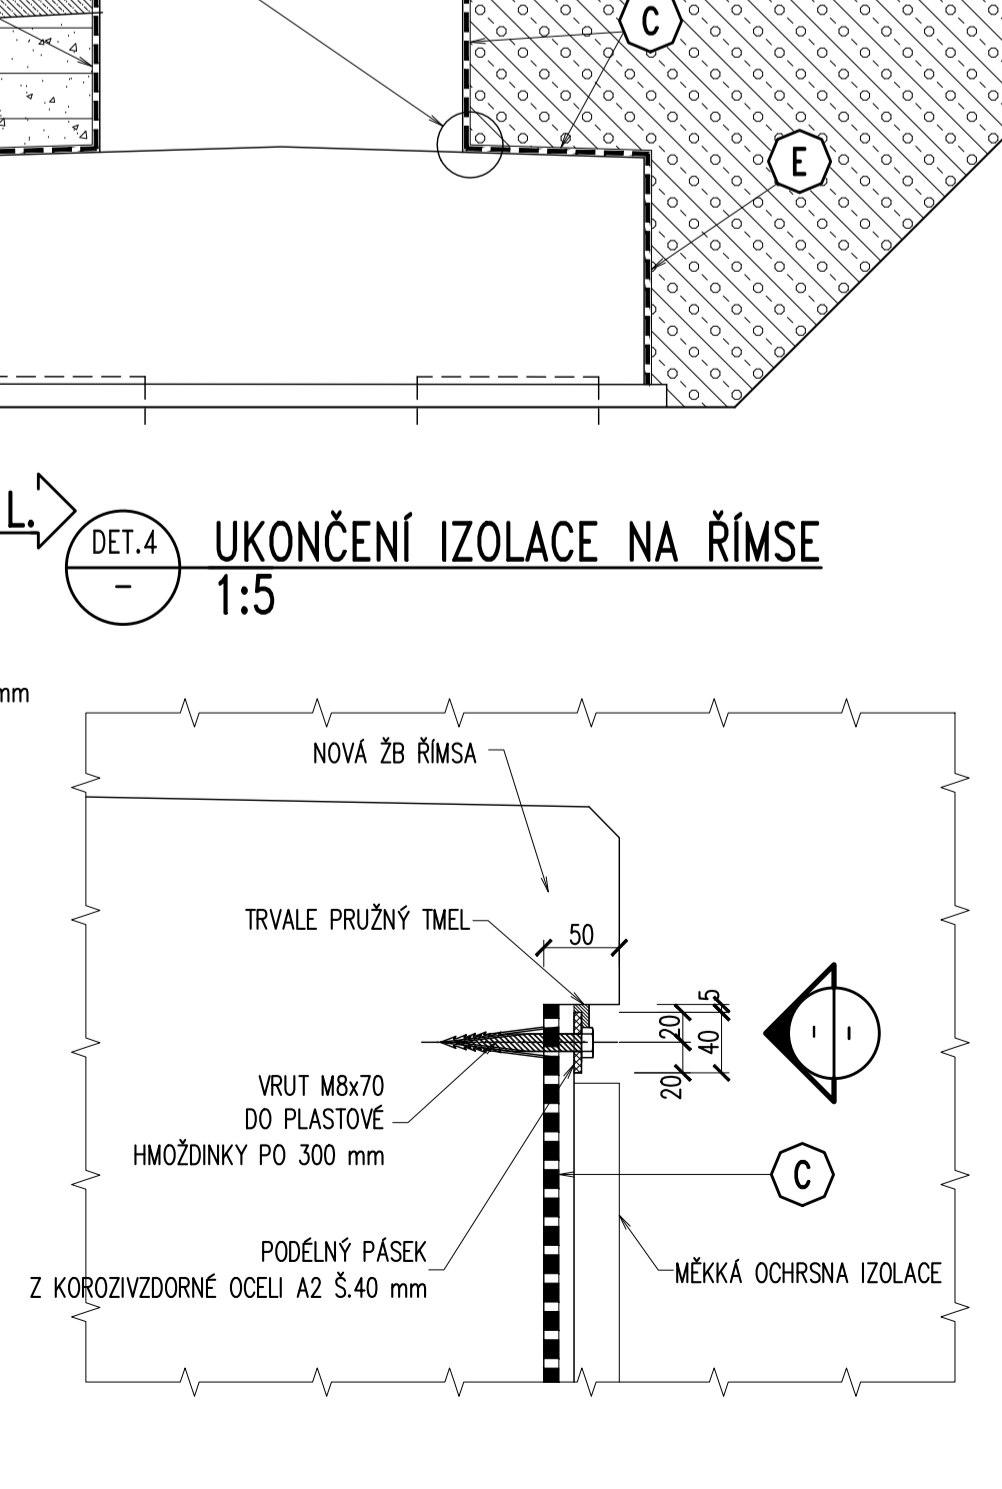 C
E
L.
DET.4
–
UKONČENÍ IZOLACE NA ŘÍMSE
1:5
mm
NOVÁ ŽB ŘÍMSA
TRVALE PRUŽNÝ TMEL
50
5
20
40
20
VRUT M8x70
DO PLASTOVÉ
HMOŽDINKY PO 300 mm
C
PODÉLNÝ PÁSEK
Z KOROZIVZDORNÉ OCELI A2 Š.40 mm
MĚKKÁ OCHRSNA IZOLACE